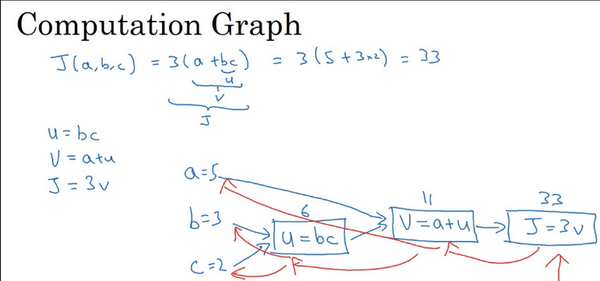 Computation Graph
J(a,b,c) = 3(a+bc) = 3(5+3×2) = 33
u
v
J
u = bc
V = a+u
J = 3v
a=5
11
33
b=3
6
V = a+u
J = 3v
u = bc
c=2